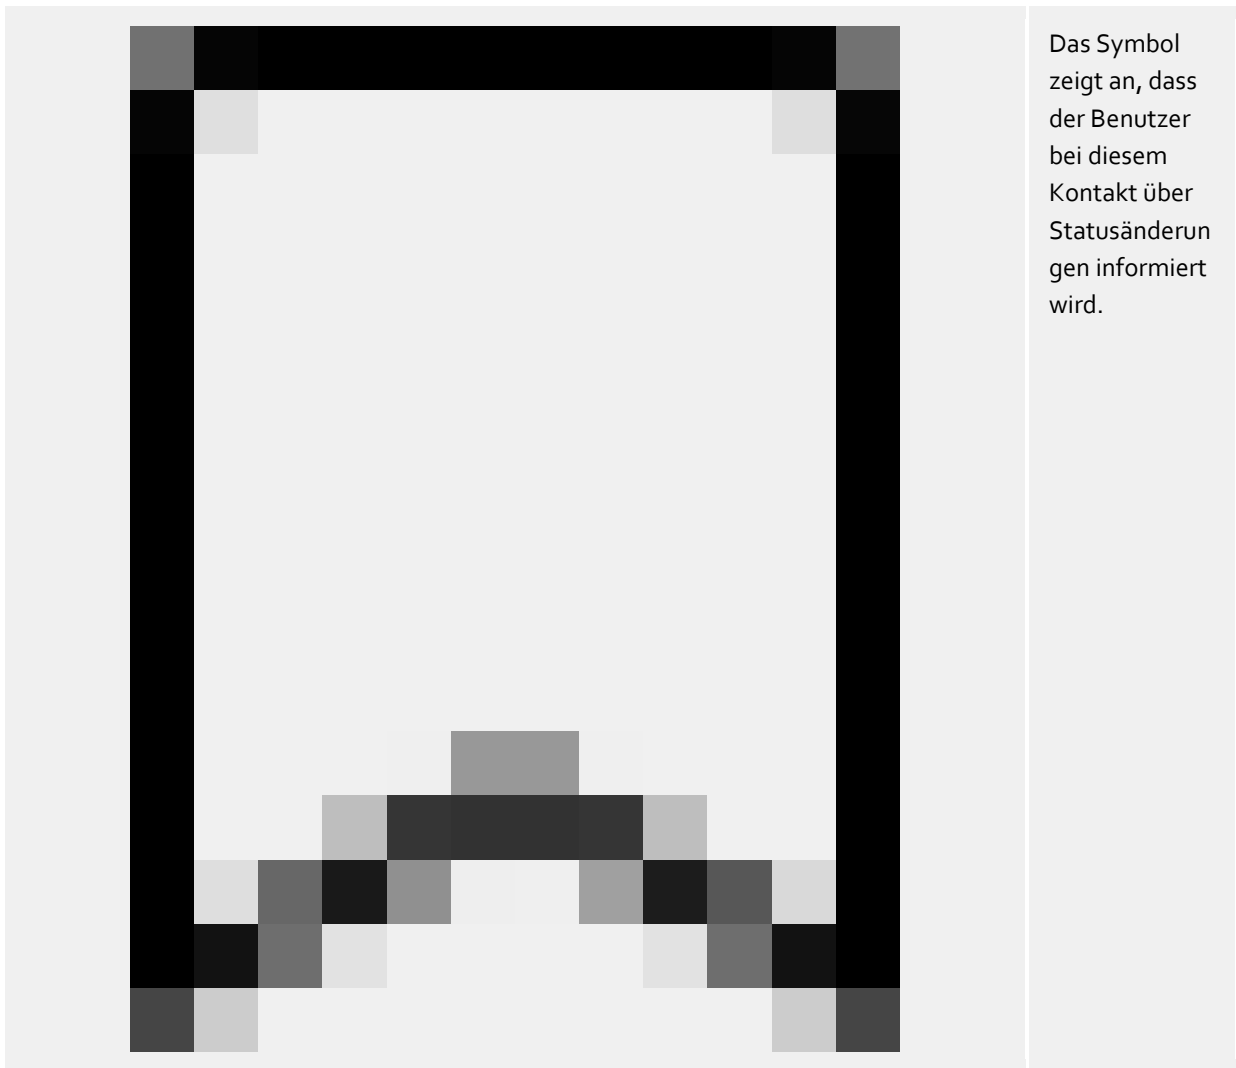 Das Symbol
zeigt an, dass
der Benutzer
bei diesem
Kontakt über
Statusänderun
gen informiert
wird.